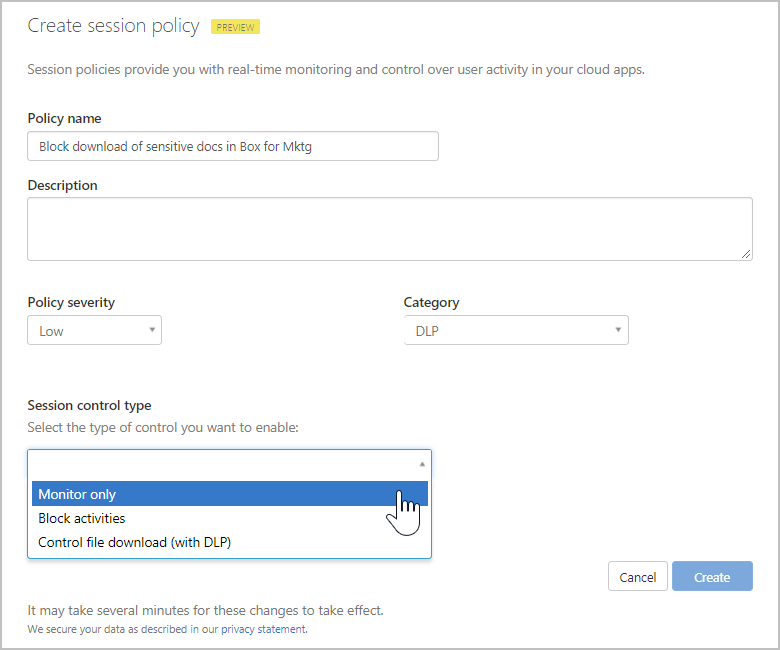 Create session policy PREVIEW
Session policies provide you with real-time monitoring and control over user activity in your cloud apps.
Policy name
Block download of sensitive docs in Box for Mktg
Description
Policy severity
Category
Low
DLP
Session control type
Select the type of control you want to enable:
Monitor only
Block activities
Control file download (with DLP)
Cancel
Create
It may take several minutes for these changes to take effect.
We secure your data as described in our privacy statement.